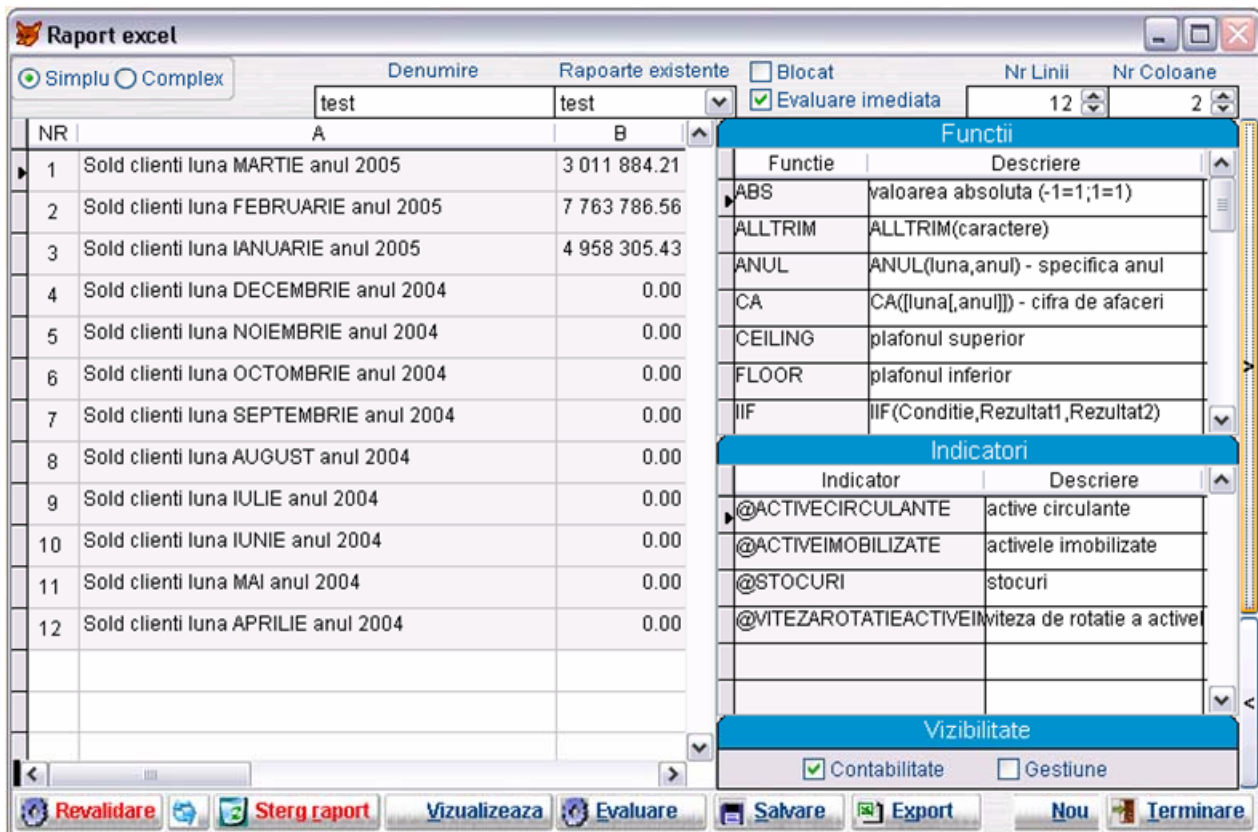 Raport excel
Simplu Complex
Denumire
Rapoarte existente
Blocat
Nr Linii
Nr Coloane
test
test
Evaluare imediata
12
2
NR A B
1 Sold clienti luna MARTIE anul 2005 3 011 884.21
2 Sold clienti luna FEBRUARIE anul 2005 7 763 786.56
3 Sold clienti luna IANUARIE anul 2005 4 958 305.43
4 Sold clienti luna DECEMBRIE anul 2004 0.00
5 Sold clienti luna NOIEMBRIE anul 2004 0.00
6 Sold clienti luna OCTOMBRIE anul 2004 0.00
7 Sold clienti luna SEPTEMBRIE anul 2004 0.00
8 Sold clienti luna AUGUST anul 2004 0.00
9 Sold clienti luna IULIE anul 2004 0.00
10 Sold clienti luna IUNIE anul 2004 0.00
11 Sold clienti luna MAI anul 2004 0.00
12 Sold clienti luna APRILIE anul 2004 0.00
Functii
Functie Descriere
ABS valoarea absoluta (-1=1;1=1)
ALLTRIM ALLTRIM(caractere)
ANUL ANUL(luna,anul) - specifica anul
CA CA([luna[,anul]]) - cifra de afaceri
CEILING plafonul superior
FLOOR plafonul inferior
IIF IIF(Conditie,Rezultat1,Rezultat2)
Indicatori
Indicator Descriere
@ACTIVECIRCULANTE active circulante
@ACTIVEIMOBILIZATE activele imobilizate
@STOCURI stocuri
@VITEZAROTATIEACTIVEIM viteza de rotatie a activel
Vizibilitate
Contabilitate Gestiune
> <
Revalidare Sterg raport Vizualizeaza Evaluare Salvare Export Nou Terminare